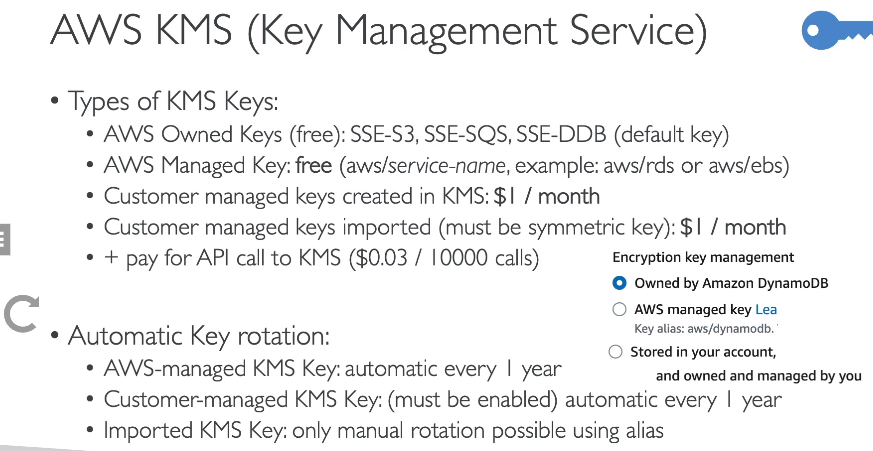 AWS KMS (Key Management Service)
• Types of KMS Keys:
• AWS Owned Keys (free): SSE-S3, SSE-SQS, SSE-DDB (default key)
• AWS Managed Key: free (aws/service-name, example: aws/rds or aws/ebs)
• Customer managed keys created in KMS: $1 / month
• Customer managed keys imported (must be symmetric key): $1 / month
• + pay for API call to KMS ($0.03 / 10000 calls)
Encryption key management
Owned by Amazon DynamoDB
AWS managed key Lea
Key alias: aws/dynamodb.
Stored in your account,
and owned and managed by you
• Automatic Key rotation:
• AWS-managed KMS Key: automatic every 1 year
• Customer-managed KMS Key: (must be enabled) automatic every 1 year
• Imported KMS Key: only manual rotation possible using alias